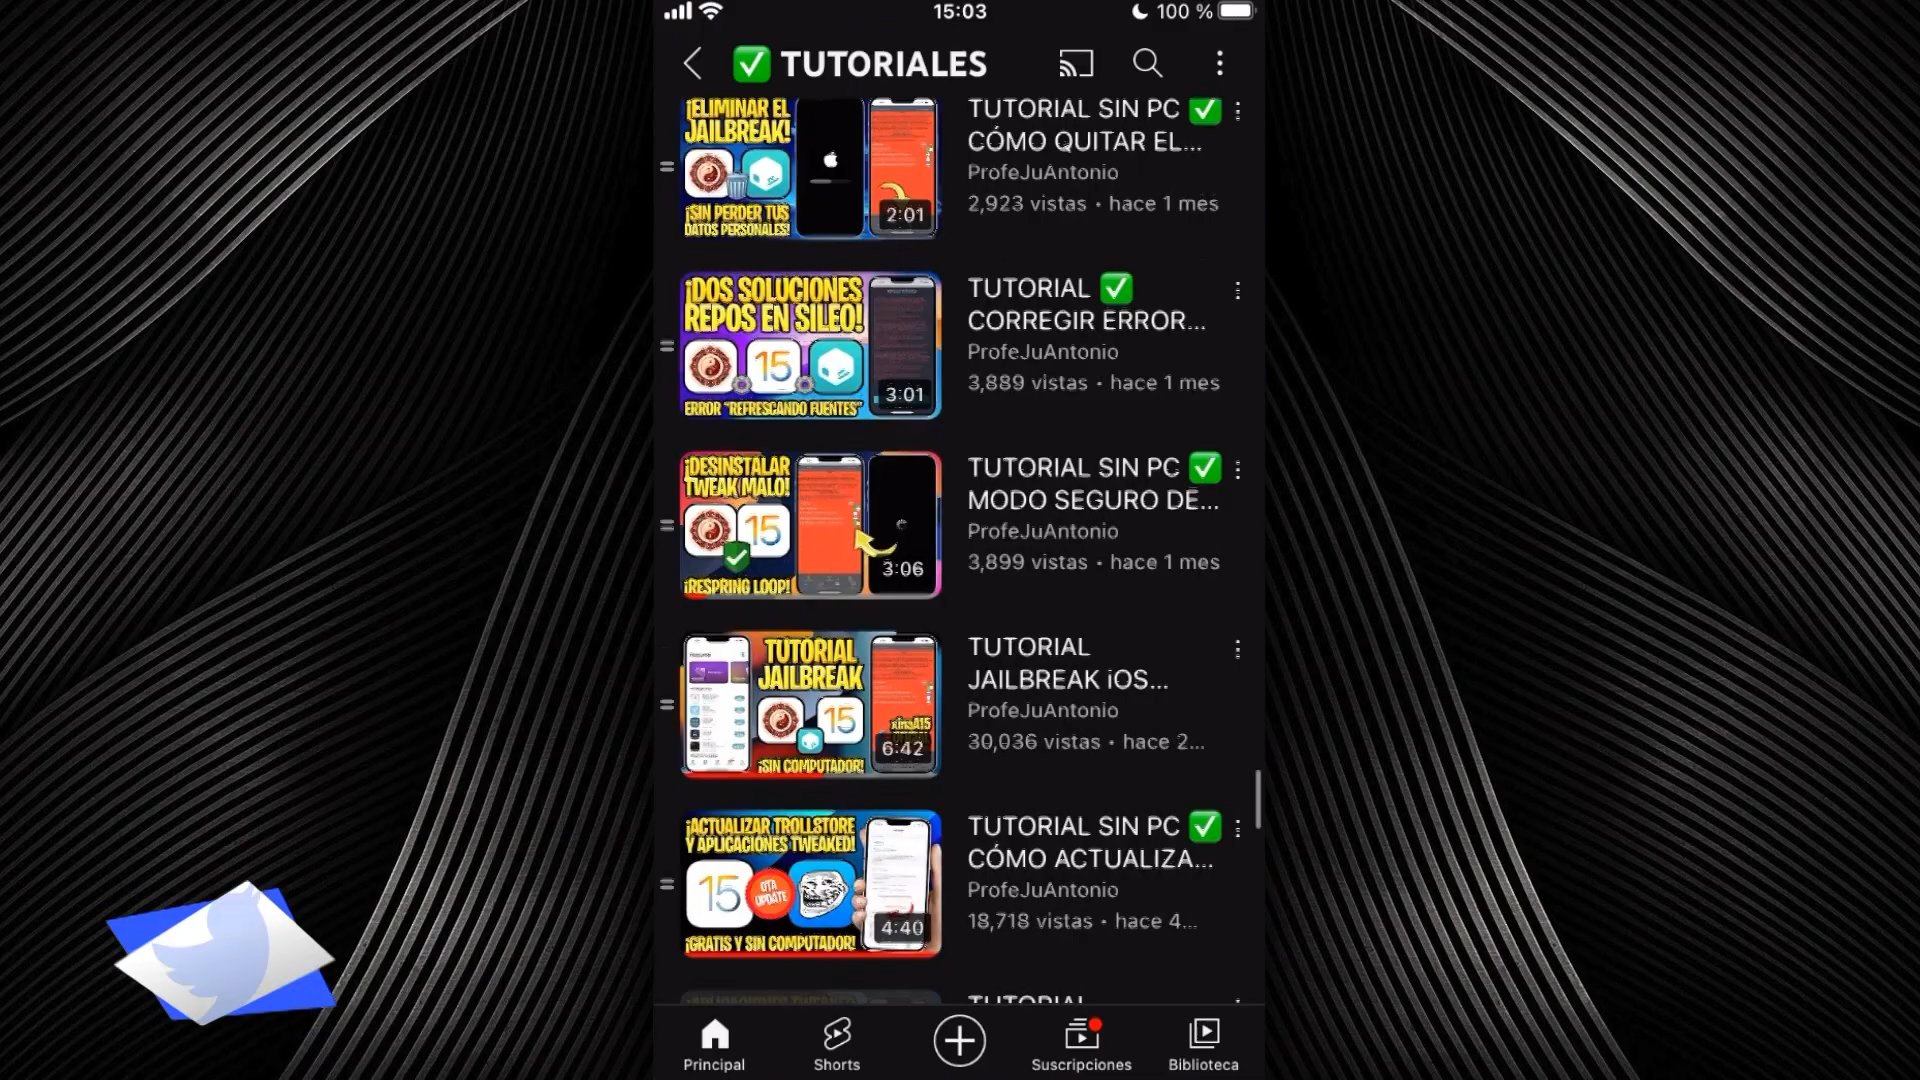 15:03
100 %
✅ TUTORIALES
¡ELIMINAR EL
JAILBREAK!
¡SIN PERDER TUS
DATOS PERSONALES!
2:01
TUTORIAL SIN PC ✅
CÓMO QUITAR EL...
ProfeJuAntonio
2,923 vistas • hace 1 mes
¡DOS SOLUCIONES
REPOS EN SILEO!
15
ERROR "REFRESCANDO FUENTES"
3:01
TUTORIAL ✅
CORREGIR ERROR...
ProfeJuAntonio
3,889 vistas • hace 1 mes
¡DESINSTALAR
TWEAK MALO!
15
¡RESPRING LOOP!
3:06
TUTORIAL SIN PC ✅
MODO SEGURO DE...
ProfeJuAntonio
3,899 vistas • hace 1 mes
TUTORIAL
JAILBREAK
15
xinaA15
¡SIN COMPUTADOR!
6:42
TUTORIAL
JAILBREAK iOS...
ProfeJuAntonio
30,036 vistas • hace 2...
¡ACTUALIZAR TROLLSTORE
Y APLICACIONES TWEAKED!
15
OTA
UPDATE
¡GRATIS Y SIN COMPUTADOR!
4:40
TUTORIAL SIN PC ✅
CÓMO ACTUALIZA...
ProfeJuAntonio
18,718 vistas • hace 4...
TUTORIAL
Principal
Shorts
Suscripciones
Biblioteca